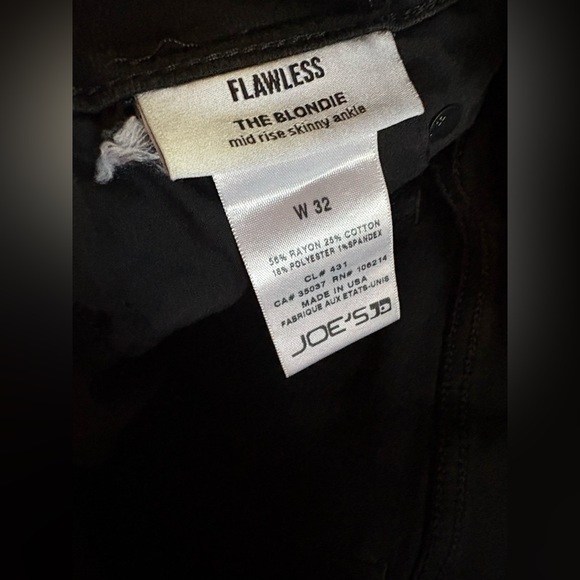 FLAWLESS
THE BLONDIE
mid rise skinny ankle
W 32
56% RAYON 25% COTTON
18% POLYESTER 1% SPANDEX
CL# 431
CA# 35037 RN# 106214
MADE IN USA
FABRIQUE AUX ETATS-UNIS
JOE'S